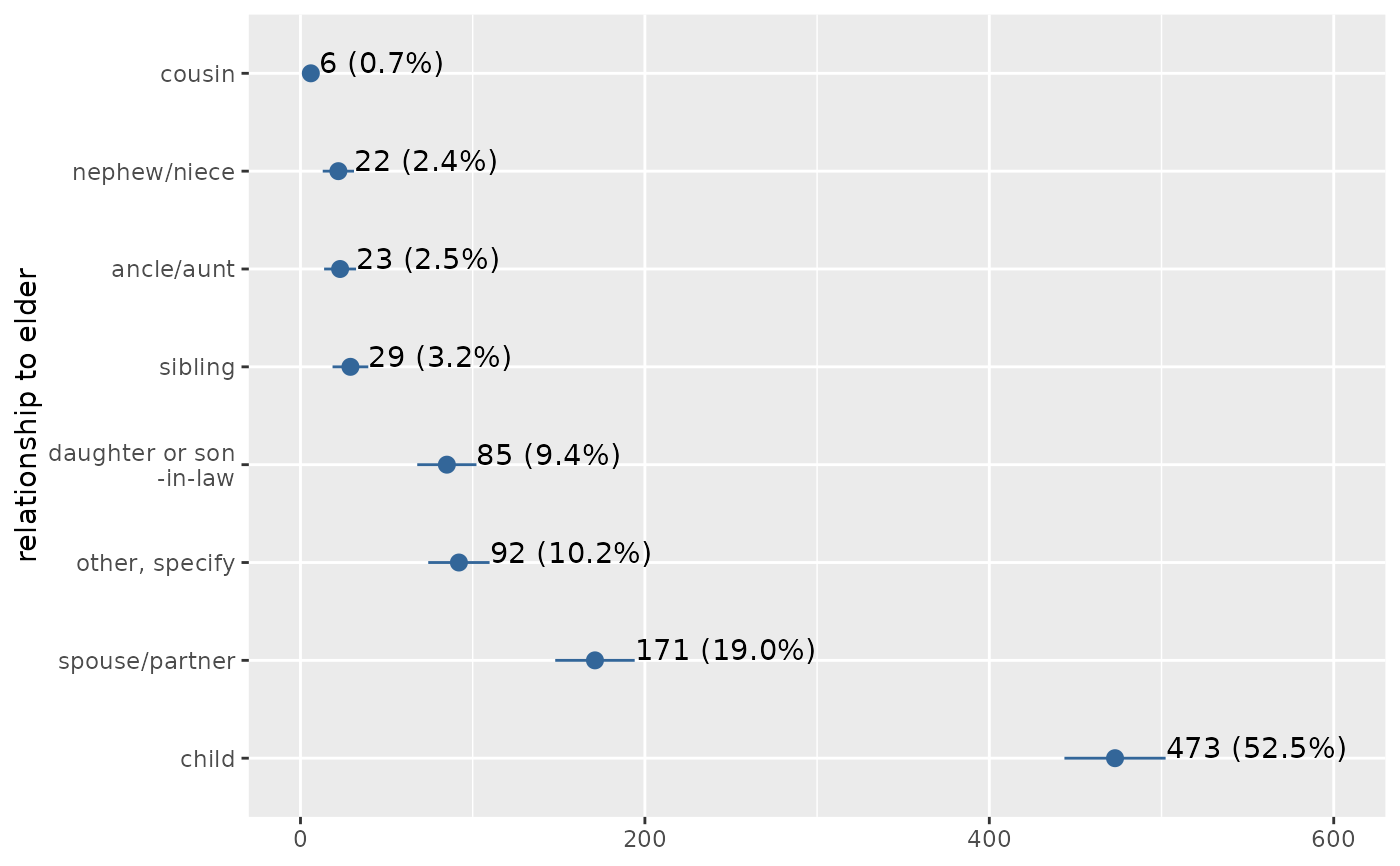 relationship to elder
cousin
6 (0.7%)
nephew/niece
22 (2.4%)
ancle/aunt
23 (2.5%)
sibling
29 (3.2%)
daughter or son
-in-law
85 (9.4%)
other, specify
92 (10.2%)
spouse/partner
171 (19.0%)
child
473 (52.5%)
0 200 400 600